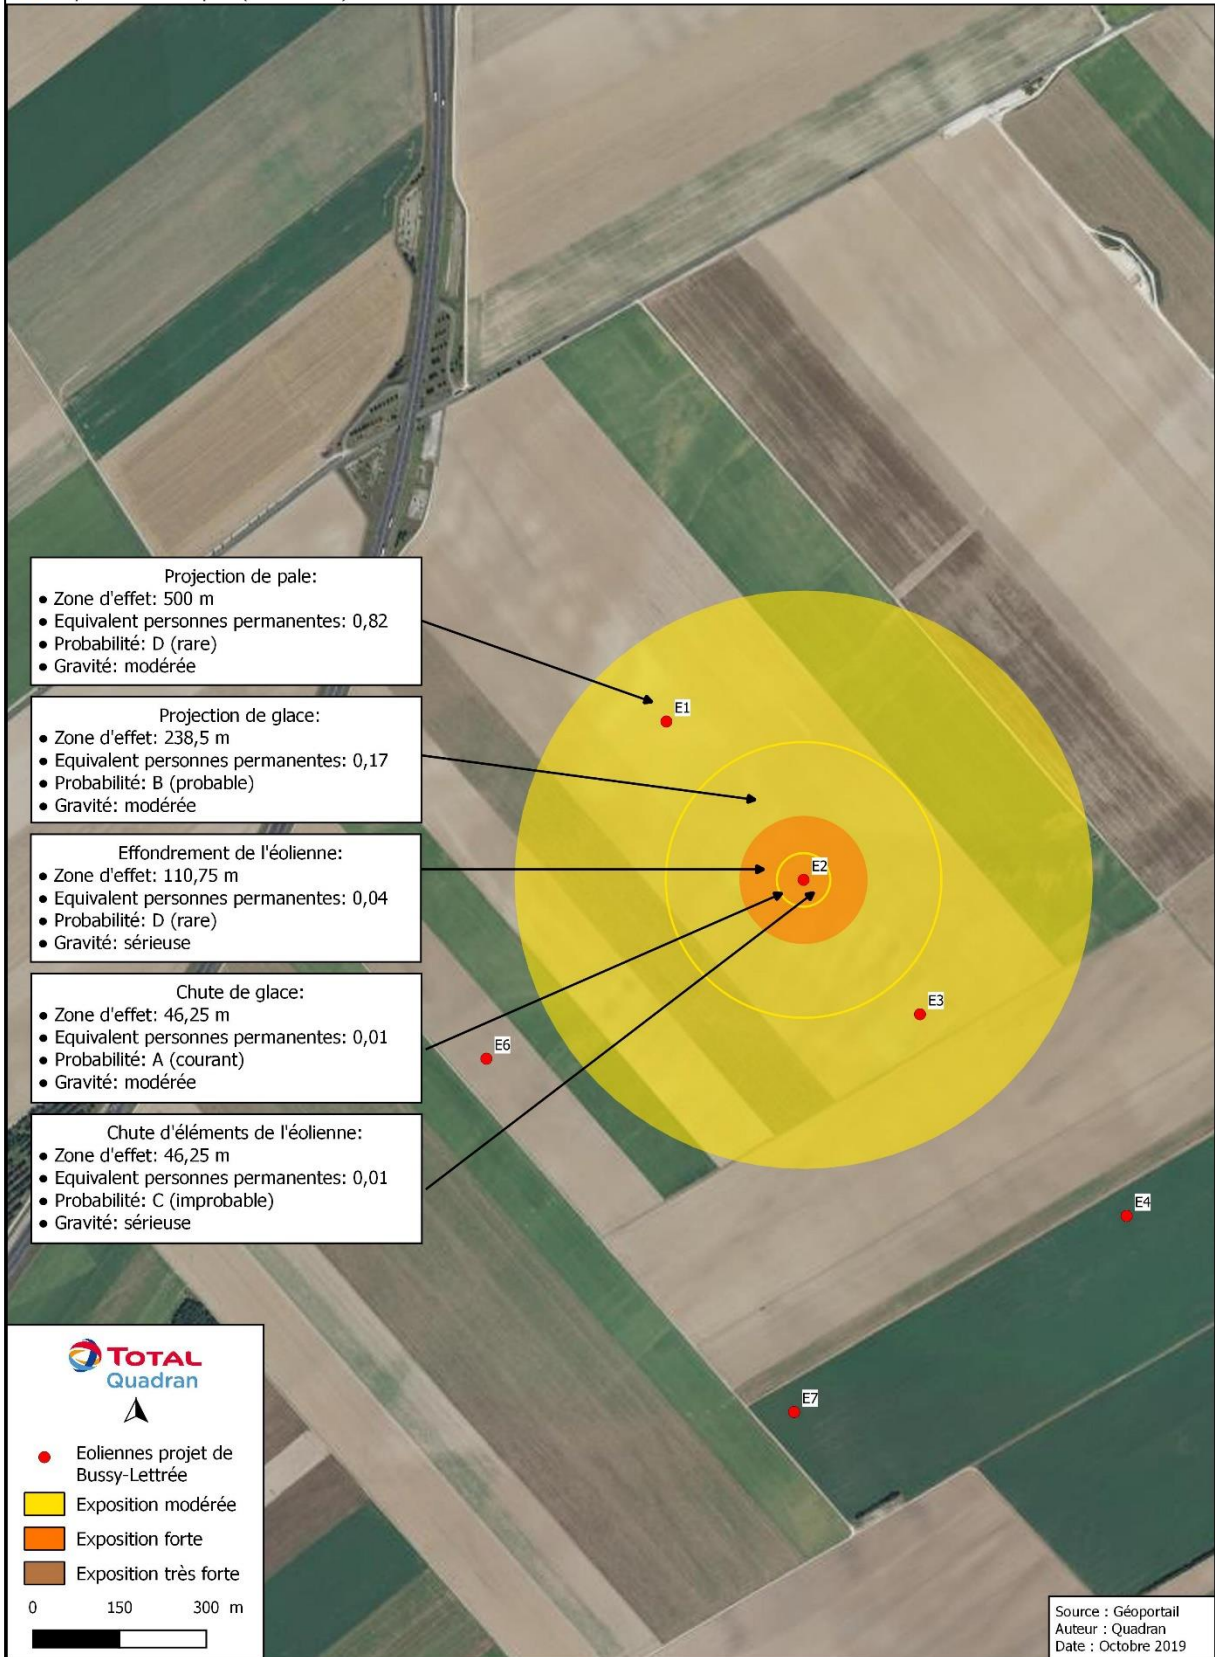 Projection de pale:
• Zone d'effet: 500 m
• Equivalent personnes permanentes: 0,82
• Probabilité: D (rare)
• Gravité: modérée
Projection de glace:
• Zone d'effet: 238,5 m
• Equivalent personnes permanentes: 0,17
• Probabilité: B (probable)
• Gravité: modérée
Effondrement de l'éolienne:
• Zone d'effet: 110,75 m
• Equivalent personnes permanentes: 0,04
• Probabilité: D (rare)
• Gravité: sérieuse
Chute de glace:
• Zone d'effet: 46,25 m
• Equivalent personnes permanentes: 0,01
• Probabilité: A (courant)
• Gravité: modérée
Chute d'éléments de l'éolienne:
• Zone d'effet: 46,25 m
• Equivalent personnes permanentes: 0,01
• Probabilité: C (improbable)
• Gravité: sérieuse
E1
E2
E3
E6
E4
E7
TOTAL
Quadran
Eoliennes projet de
Bussy-Lettrée
Exposition modérée
Exposition forte
Exposition très forte
0 150 300 m
Source : Géoportail
Auteur : Quadran
Date : Octobre 2019